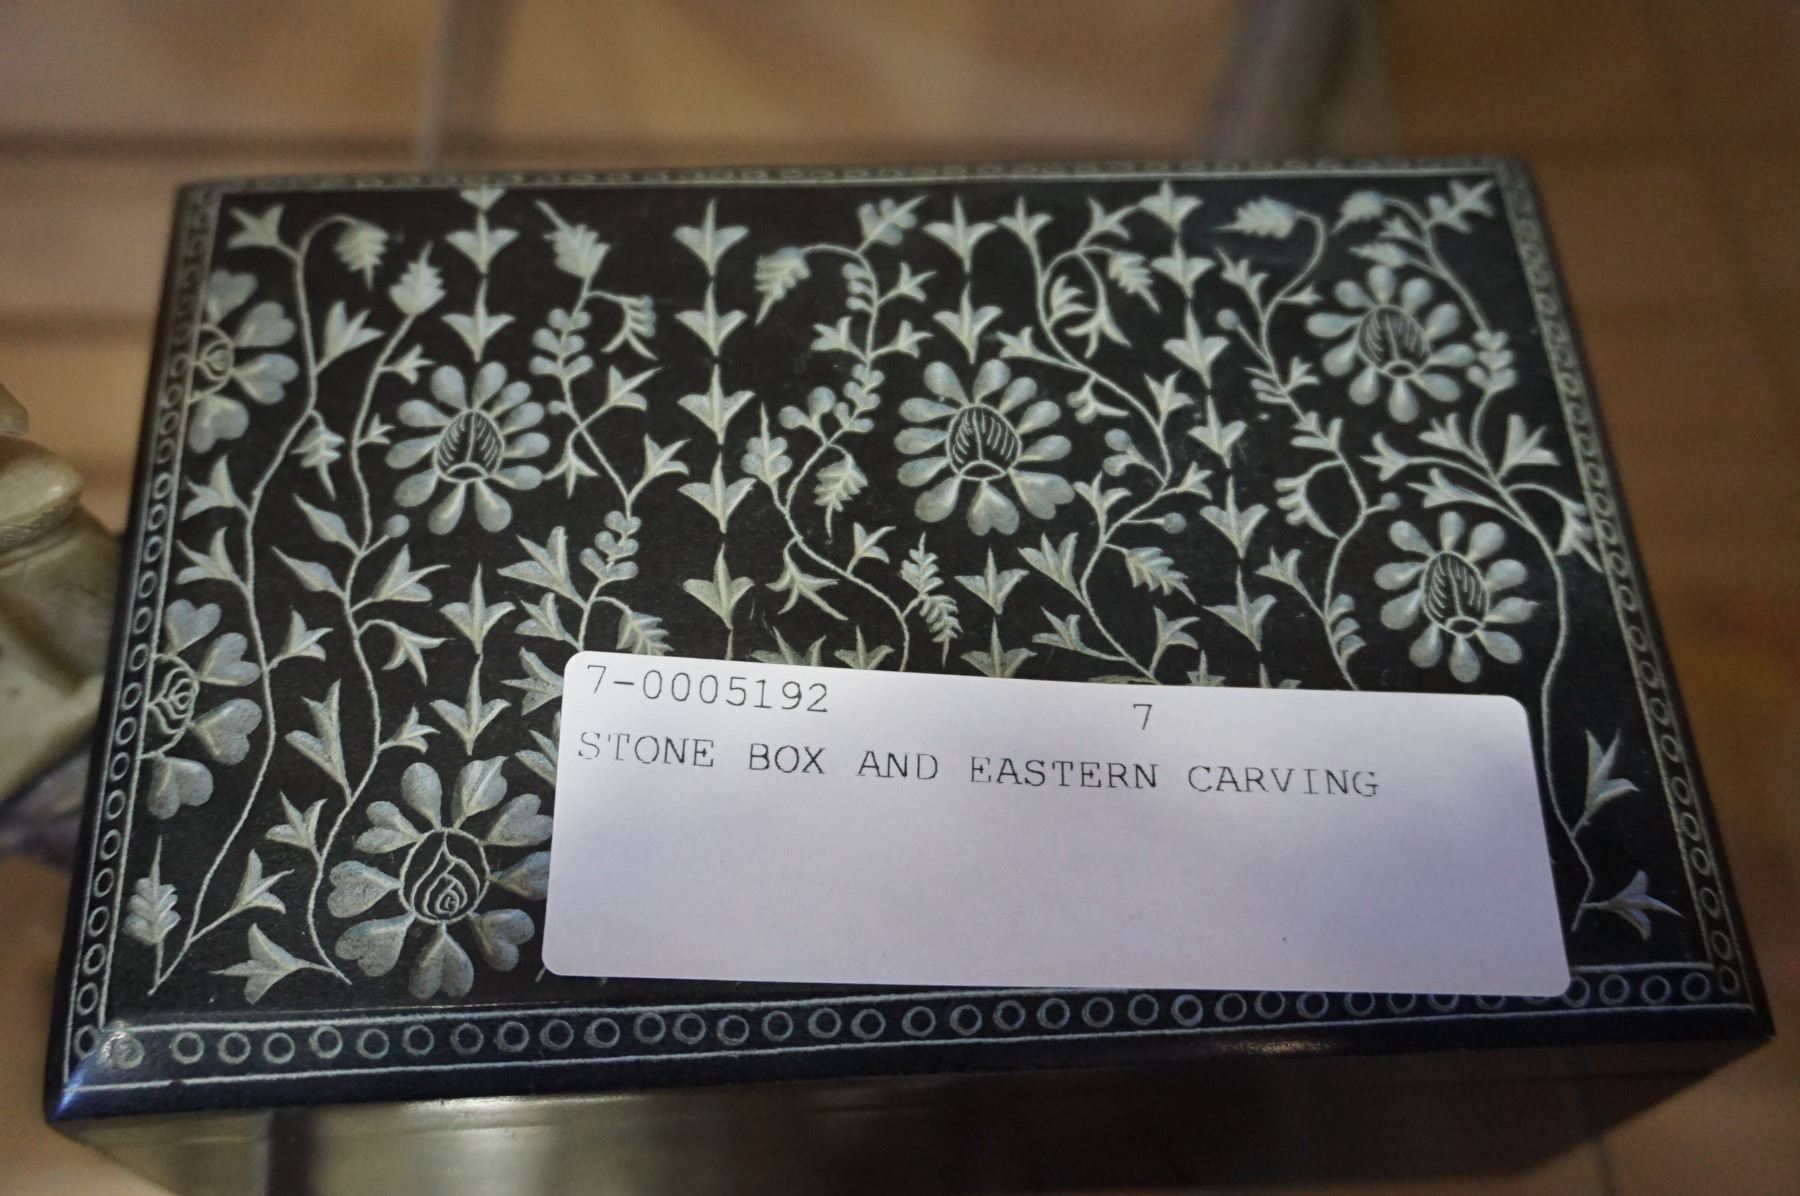 7-0005192 7
STONE BOX AND EASTERN CARVING